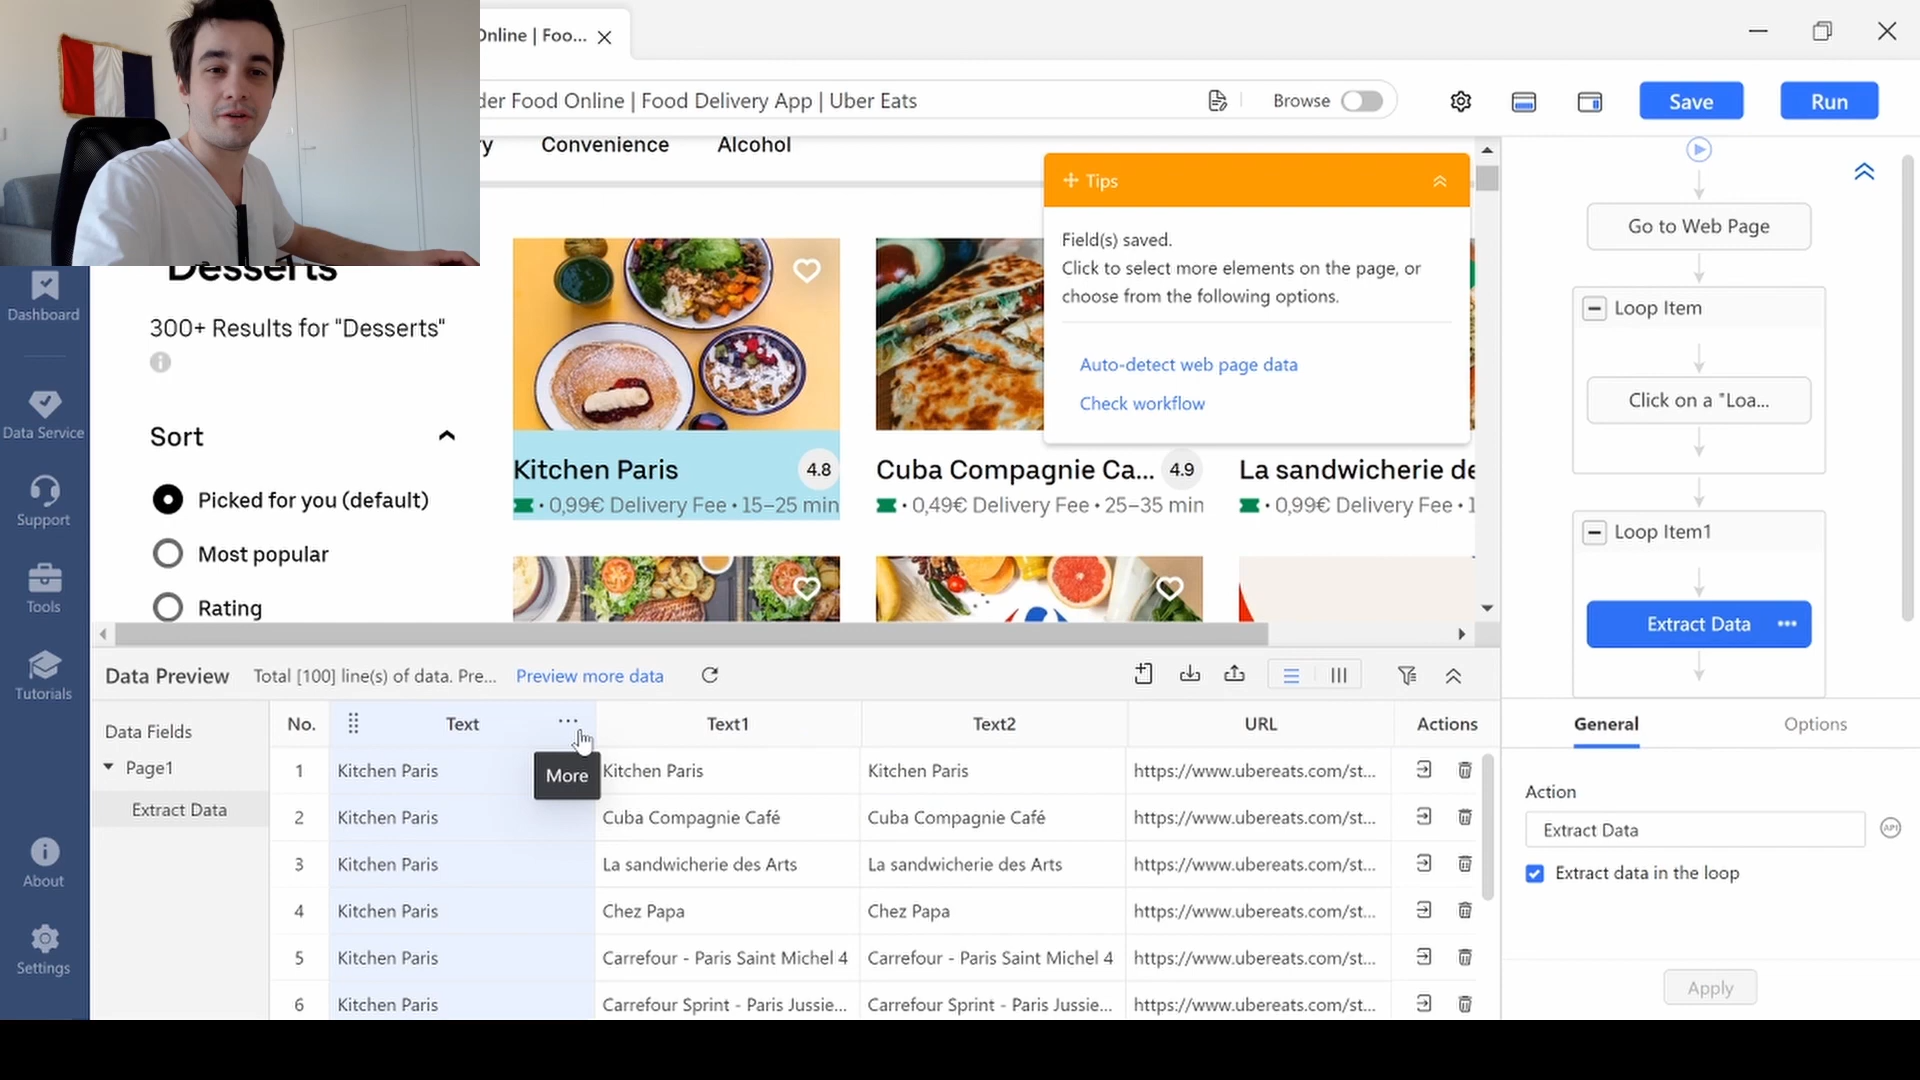 Online | Foo...
der Food Online | Food Delivery App | Uber Eats
Browse
Save
Run
ry
Convenience
Alcohol
Desserts
300+ Results for "Desserts"
Sort
Picked for you (default)
Most popular
Rating
Kitchen Paris
4.8
0,99€ Delivery Fee • 15–25 min
Cuba Compagnie Ca...
4.9
• 0,49€ Delivery Fee • 25–35 min
La sandwicherie de
• 0,99€ Delivery Fee • 1
Tips
Field(s) saved.
Click to select more elements on the page, or
choose from the following options.
Auto-detect web page data
Check workflow
Dashboard
Data Service
Support
Tools
Tutorials
About
Settings
Go to Web Page
Loop Item
Click on a "Loa...
Loop Item1
Extract Data
Data Preview
Total [100] line(s) of data. Pre...
Preview more data
Data Fields
Page1
Extract Data
No. Text Text1 Text2 URL Actions
More
1 Kitchen Paris Kitchen Paris Kitchen Paris https://www.ubereats.com/st...
2 Kitchen Paris Cuba Compagnie Café Cuba Compagnie Café https://www.ubereats.com/st...
3 Kitchen Paris La sandwicherie des Arts La sandwicherie des Arts https://www.ubereats.com/st...
4 Kitchen Paris Chez Papa Chez Papa https://www.ubereats.com/st...
5 Kitchen Paris Carrefour - Paris Saint Michel 4 Carrefour - Paris Saint Michel 4 https://www.ubereats.com/st...
6 Kitchen Paris Carrefour Sprint - Paris Jussie... Carrefour Sprint - Paris Jussie... https://www.ubereats.com/st...
General
Options
Action
Extract Data
API
Extract data in the loop
Apply